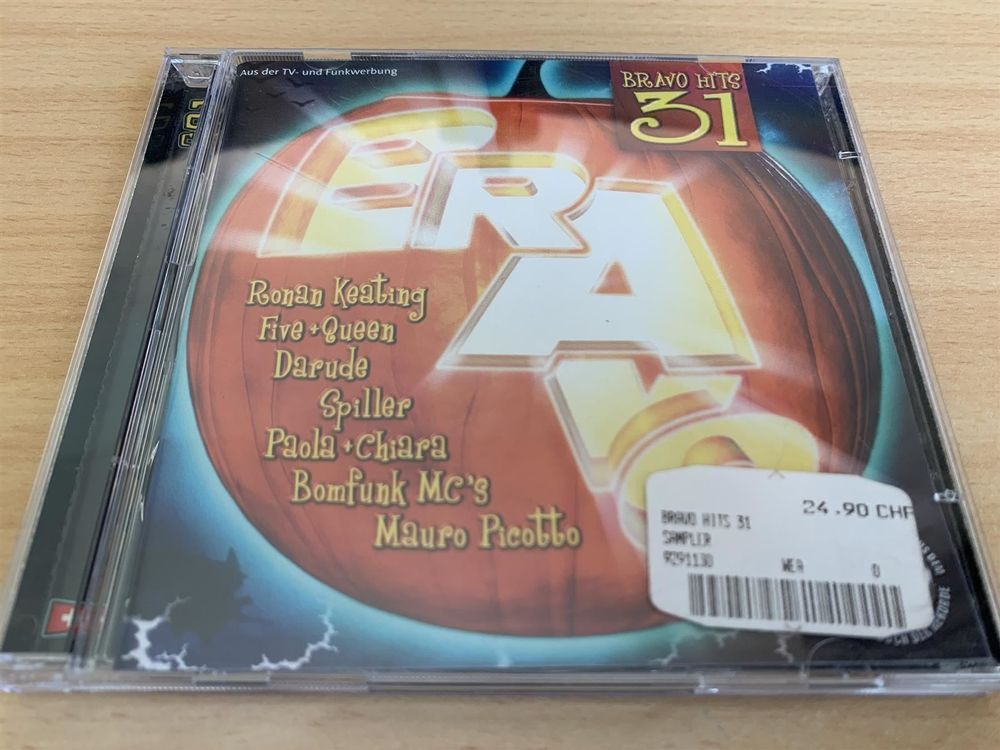 Aus der TV- und Funkwerbung
BRAVO HITS
31
BRAVO
Ronan Keating
Five + Queen
Darude
Spiller
Paola + Chiara
Bomfunk MC's
Mauro Picotto
24.90 CHF
BRAVO HITS 31
SAMPLER
9291130 WEA 0